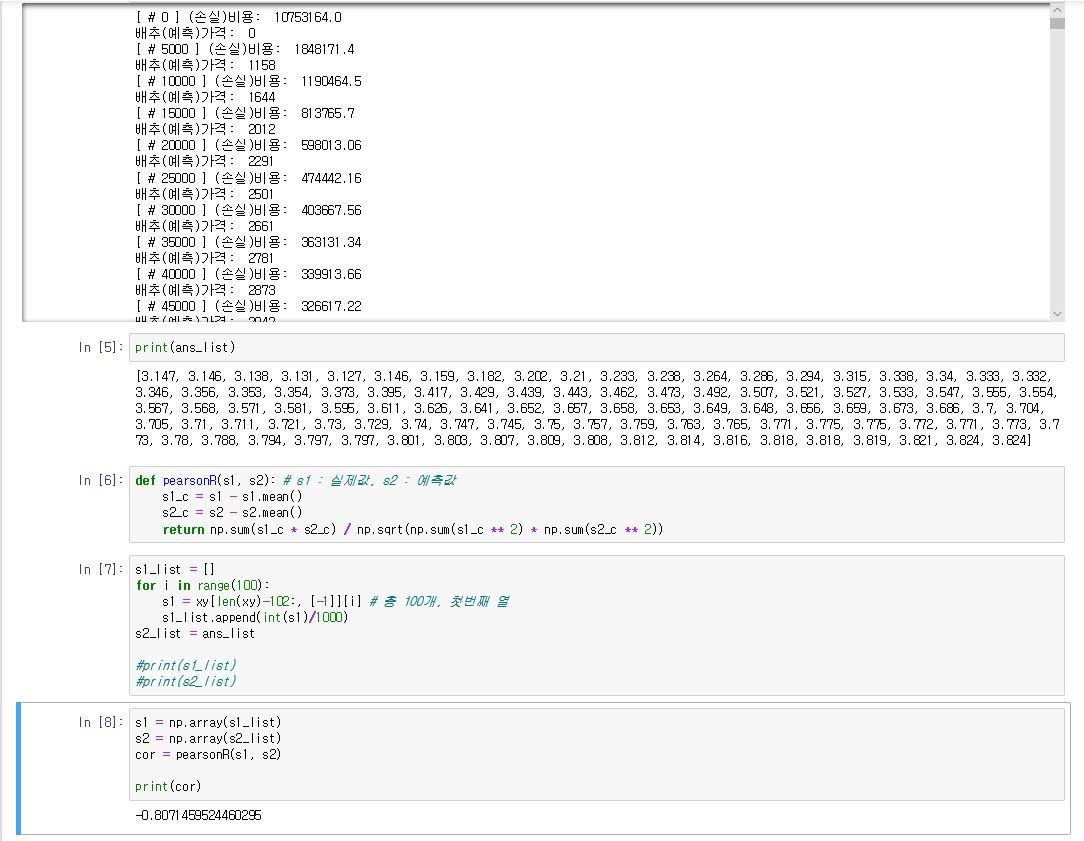 [ # 0 ] (손실)비용: 10753164.0
배추(예측)가격: 0
[ # 5000 ] (손실)비용: 1848171.4
배추(예측)가격: 1158
[ # 10000 ] (손실)비용: 1190464.5
배추(예측)가격: 1644
[ # 15000 ] (손실)비용: 813765.7
배추(예측)가격: 2012
[ # 20000 ] (손실)비용: 598013.06
배추(예측)가격: 2291
[ # 25000 ] (손실)비용: 474442.16
배추(예측)가격: 2501
[ # 30000 ] (손실)비용: 403667.56
배추(예측)가격: 2661
[ # 35000 ] (손실)비용: 363131.34
배추(예측)가격: 2781
[ # 40000 ] (손실)비용: 339913.66
배추(예측)가격: 2873
[ # 45000 ] (손실)비용: 326617.22
배추(예측)가격:
In [5]: print(ans_list)
[3.147, 3.146, 3.138, 3.131, 3.127, 3.146, 3.159, 3.182, 3.202, 3.21, 3.233, 3.238, 3.264, 3.286, 3.294, 3.315, 3.338, 3.34, 3.333, 3.332,
3.346, 3.356, 3.353, 3.354, 3.373, 3.395, 3.417, 3.429, 3.439, 3.443, 3.462, 3.473, 3.492, 3.507, 3.521, 3.527, 3.533, 3.547, 3.555, 3.554,
3.567, 3.568, 3.571, 3.581, 3.595, 3.611, 3.626, 3.641, 3.652, 3.657, 3.658, 3.653, 3.649, 3.648, 3.656, 3.659, 3.673, 3.686, 3.7, 3.704,
3.705, 3.71, 3.711, 3.721, 3.73, 3.729, 3.74, 3.747, 3.745, 3.75, 3.757, 3.759, 3.763, 3.765, 3.771, 3.775, 3.775, 3.772, 3.771, 3.773, 3.7
73, 3.78, 3.788, 3.794, 3.797, 3.797, 3.801, 3.803, 3.807, 3.809, 3.808, 3.812, 3.814, 3.816, 3.818, 3.818, 3.819, 3.821, 3.824, 3.824]
In [6]: def pearsonR(s1, s2): # s1 : 실제값, s2 : 예측값
s1_c = s1 - s1.mean()
s2_c = s2 - s2.mean()
return np.sum(s1_c * s2_c) / np.sqrt(np.sum(s1_c ** 2) * np.sum(s2_c ** 2))
In [7]: s1_list = []
for i in range(100):
s1 = xy[len(xy)-102:, [-1]][i] # 총 100개, 첫번째 열
s1_list.append(int(s1)/1000)
s2_list = ans_list
#print(s1_list)
#print(s2_list)
In [8]: s1 = np.array(s1_list)
s2 = np.array(s2_list)
cor = pearsonR(s1, s2)
print(cor)
-0.8071459524460295